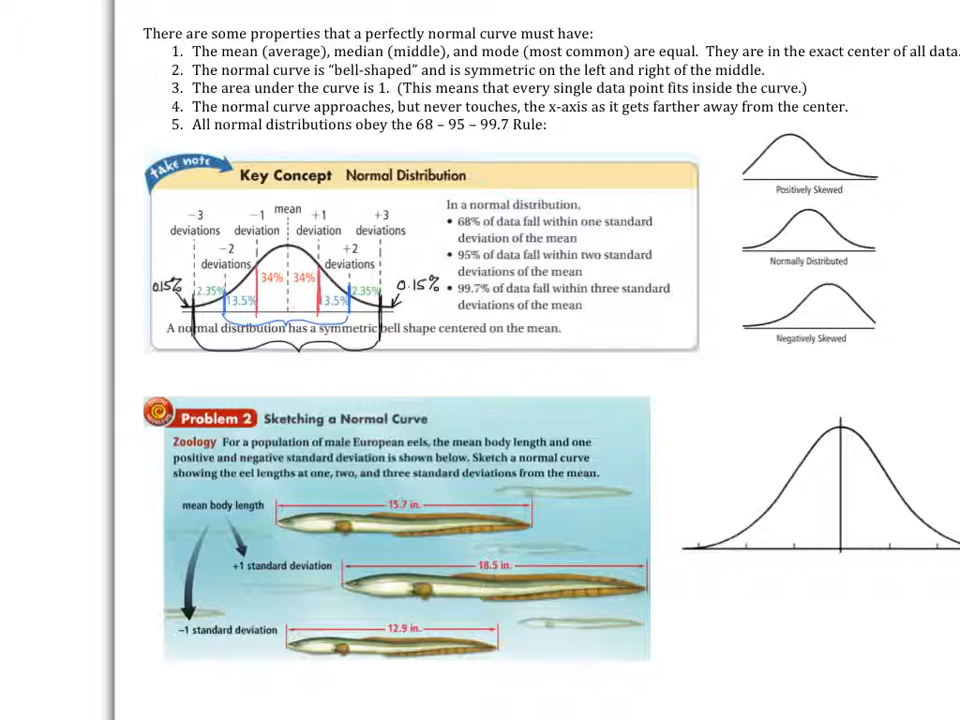 There are some properties that a perfectly normal curve must have:
1. The mean (average), median (middle), and mode (most common) are equal. They are in the exact center of all data.
2. The normal curve is “bell-shaped” and is symmetric on the left and right of the middle.
3. The area under the curve is 1. (This means that every single data point fits inside the curve.)
4. The normal curve approaches, but never touches, the x-axis as it gets farther away from the center.
5. All normal distributions obey the 68 – 95 – 99.7 Rule:
take note
Key Concept Normal Distribution
−3 deviations
−2 deviations
−1 deviation
mean
+1 deviation
+2 deviations
+3 deviations
0.15%
2.35%
13.5%
34%
34%
13.5%
2.35%
0.15%
In a normal distribution,
• 68% of data fall within one standard
deviation of the mean
• 95% of data fall within two standard
deviations of the mean
• 99.7% of data fall within three standard
deviations of the mean
A normal distribution has a symmetric bell shape centered on the mean.
Positively Skewed
Normally Distributed
Negatively Skewed
Problem 2 Sketching a Normal Curve
Zoology For a population of male European eels, the mean body length and one
positive and negative standard deviation is shown below. Sketch a normal curve
showing the eel lengths at one, two, and three standard deviations from the mean.
mean body length
15.7 in.
+1 standard deviation
18.5 in.
−1 standard deviation
12.9 in.